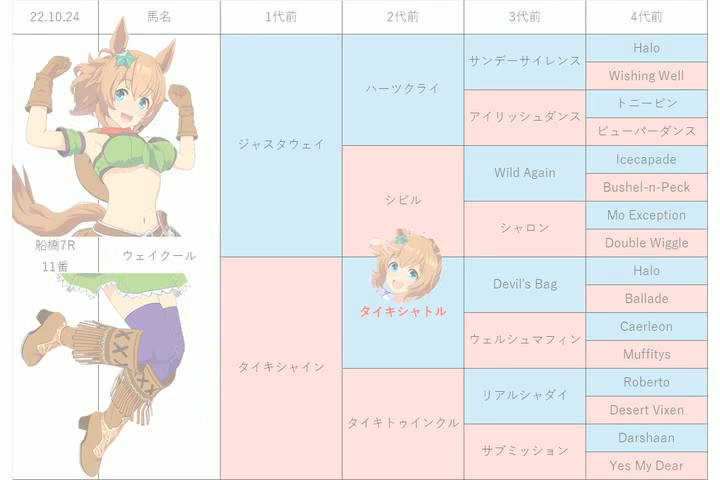 22.10.24
馬名
1代前
2代前
3代前
4代前
船橋7R
11番
ウェイクール
ジャスタウェイ
ハーツクライ
サンデーサイレンス
Halo
Wishing Well
アイリッシュダンス
トニービン
ビューパーダンス
シビル
Wild Again
Icecapade
Bushel-n-Peck
シャロン
Mo Exception
Double Wiggle
タイキシャイン
タイキシャトル
Devil's Bag
Halo
Ballade
ウェルシュマフィン
Caerleon
Muffitys
タイキトゥインクル
リアルシャダイ
Roberto
Desert Vixen
サブミッション
Darshaan
Yes My Dear